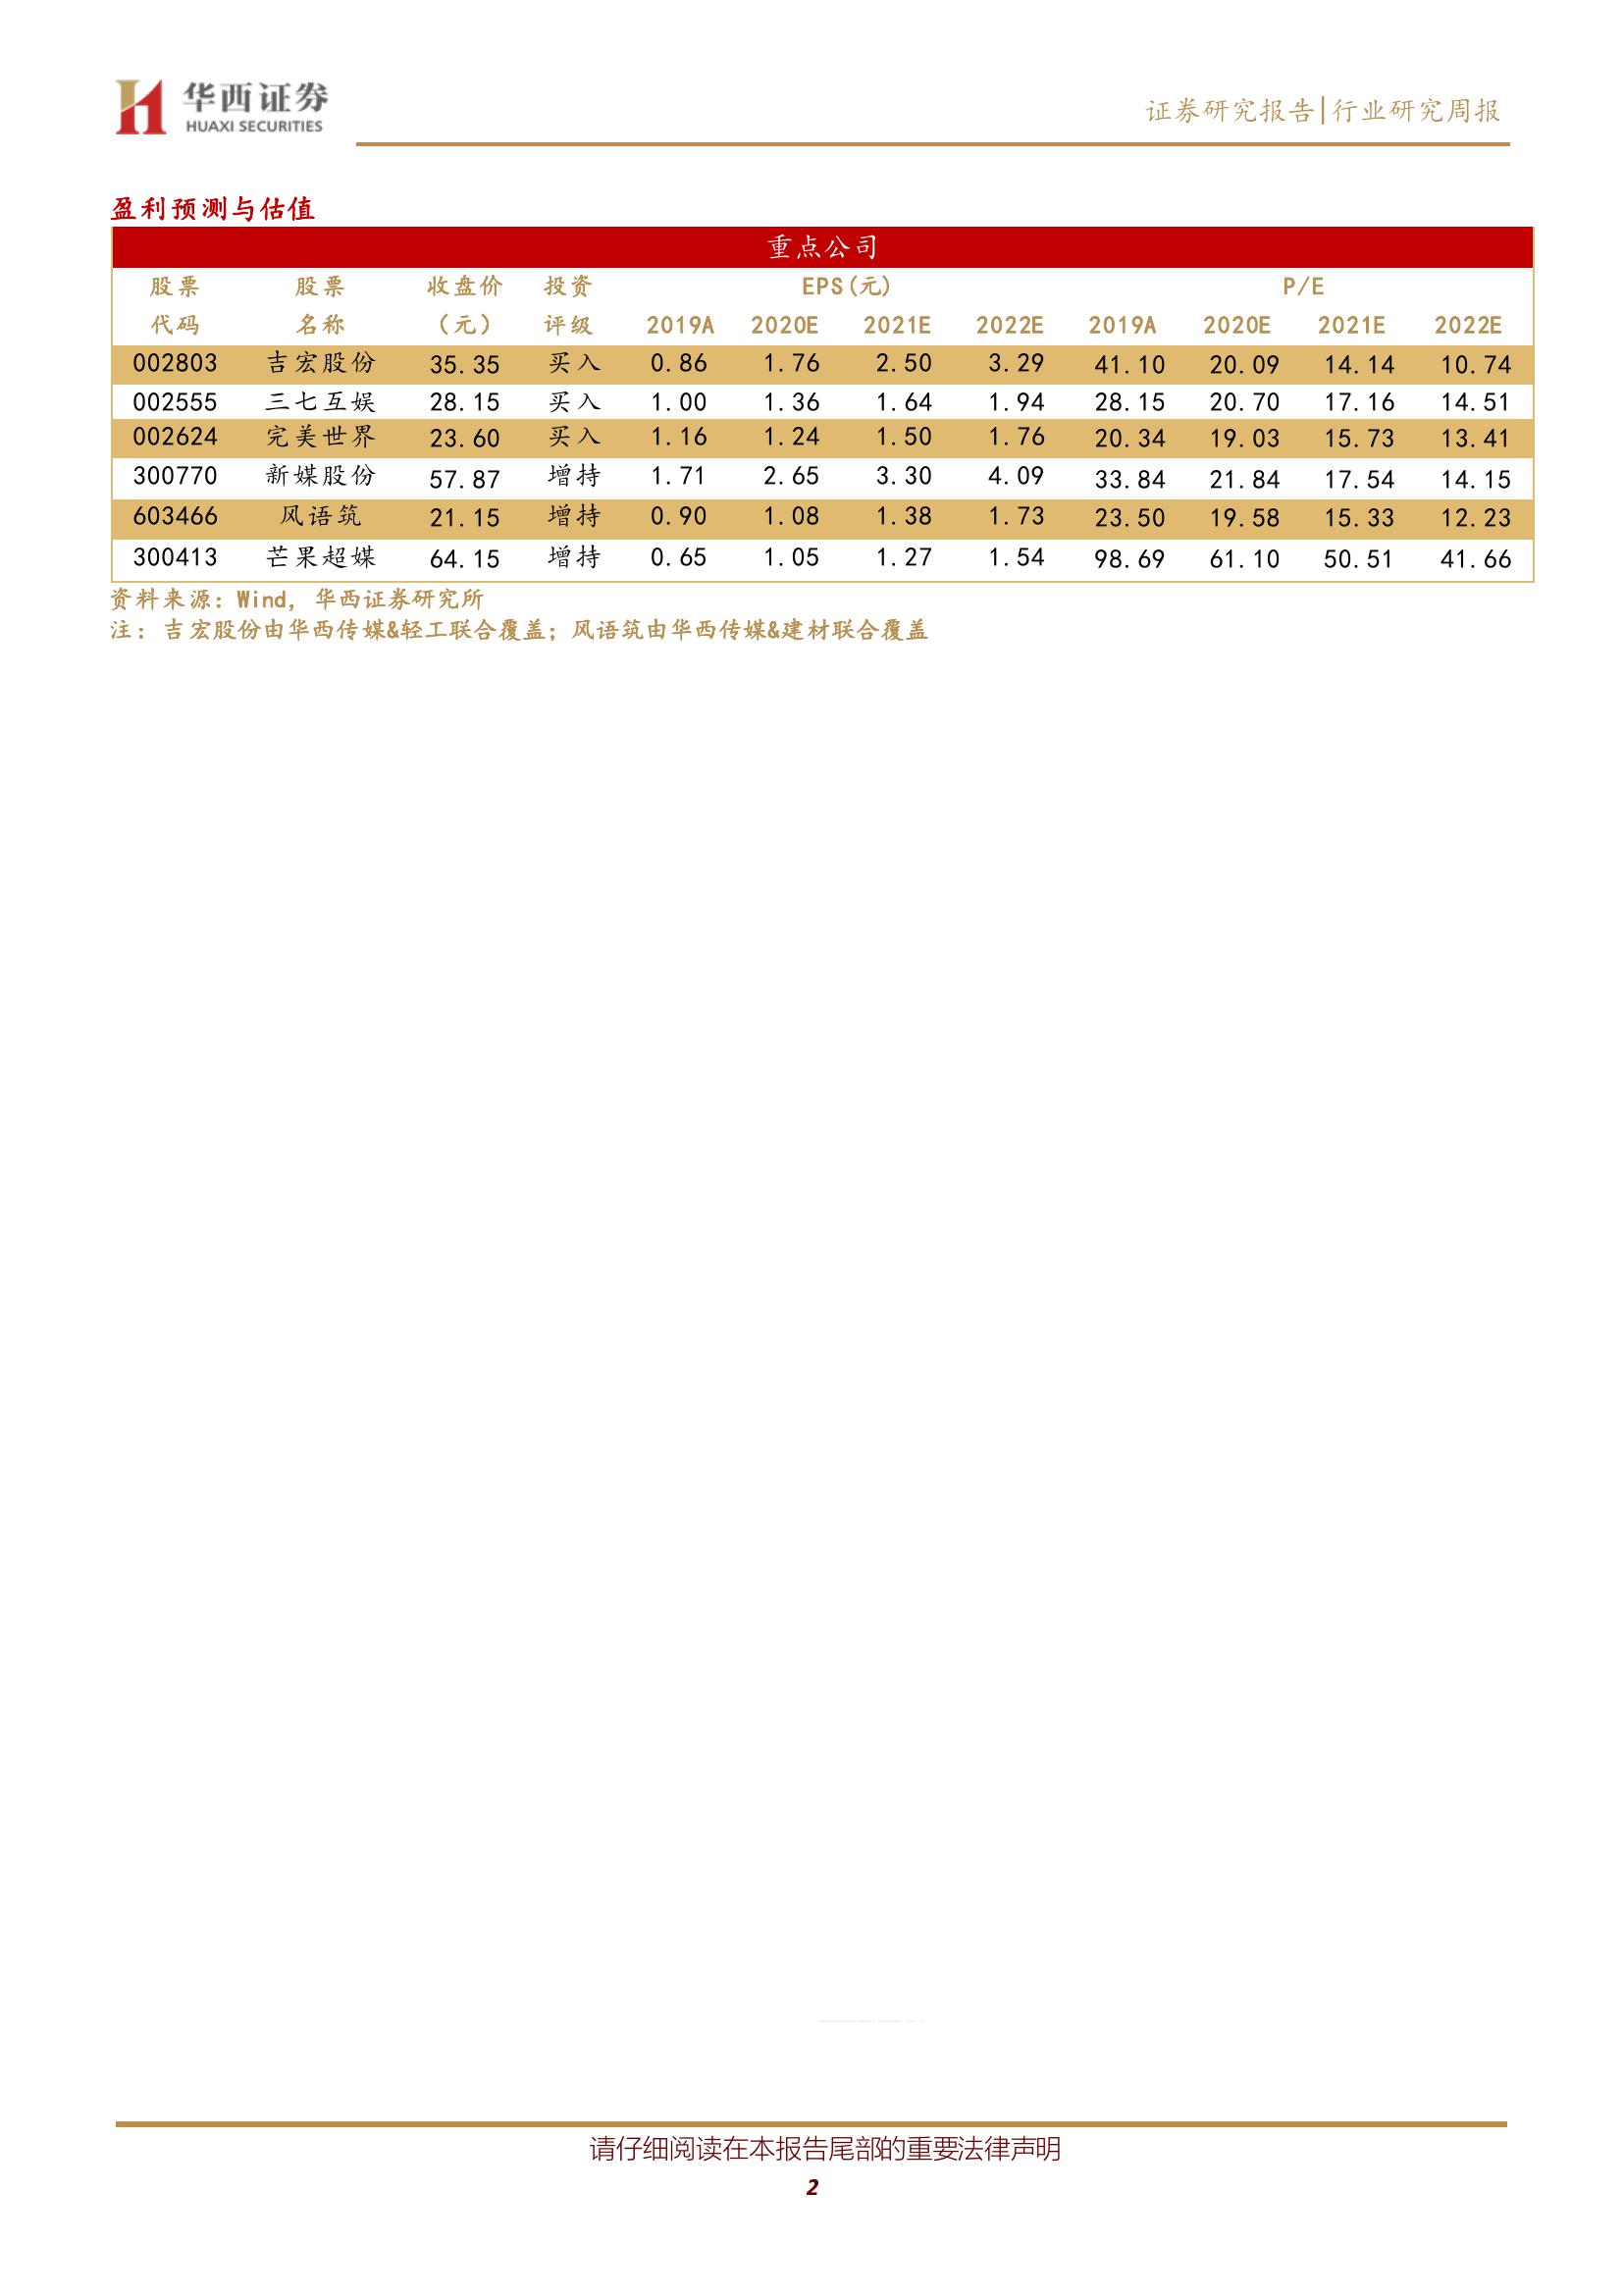 华西证券
HUAXI SECURITIES
证券研究报告|行业研究周报
盈利预测与估值
重点公司
股票 股票 收盘价 投资 EPS(元) P/E
代码 名称 （元） 评级 2019A 2020E 2021E 2022E 2019A 2020E 2021E 2022E
002803 吉宏股份 35.35 买入 0.86 1.76 2.50 3.29 41.10 20.09 14.14 10.74
002555 三七互娱 28.15 买入 1.00 1.36 1.64 1.94 28.15 20.70 17.16 14.51
002624 完美世界 23.60 买入 1.16 1.24 1.50 1.76 20.34 19.03 15.73 13.41
300770 新媒股份 57.87 增持 1.71 2.65 3.30 4.09 33.84 21.84 17.54 14.15
603466 风语筑 21.15 增持 0.90 1.08 1.38 1.73 23.50 19.58 15.33 12.23
300413 芒果超媒 64.15 增持 0.65 1.05 1.27 1.54 98.69 61.10 50.51 41.66
资料来源：Wind，华西证券研究所
注：吉宏股份由华西传媒&轻工联合覆盖；风语筑由华西传媒&建材联合覆盖
请仔细阅读在本报告尾部的重要法律声明
2